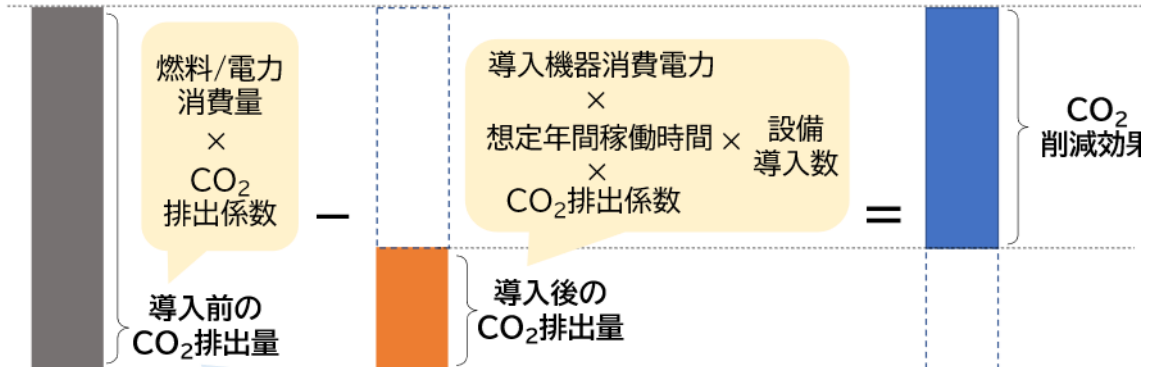 燃料/電力
消費量
×
CO₂
排出係数
導入前の
CO₂排出量
−
導入機器消費電力
×
想定年間稼働時間 × 設備
導入数
×
CO₂排出係数
導入後の
CO₂排出量
=
CO₂
削減効果